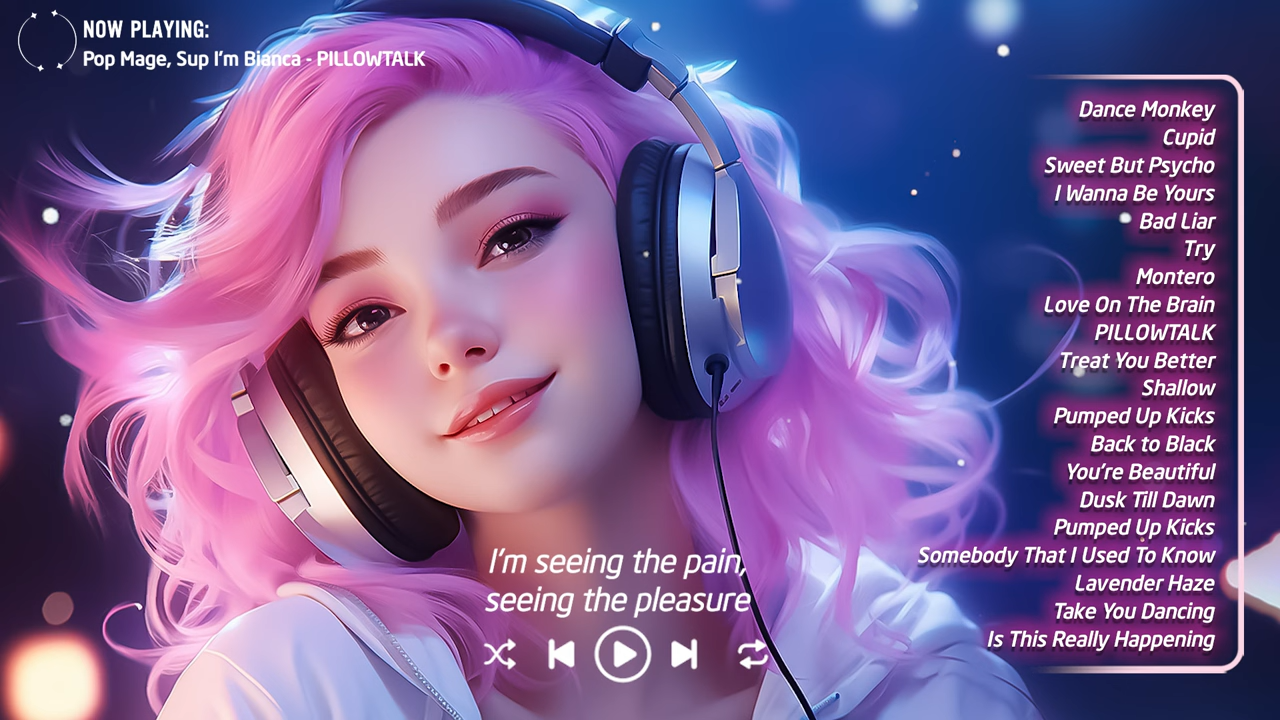 NOW PLAYING:
Pop Mage, Sup I'm Bianca - PILLOWTALK
Dance Monkey
Cupid
Sweet But Psycho
I Wanna Be Yours
Bad Liar
Try
Montero
Love On The Brain
PILLOWTALK
Treat You Better
Shallow
Pumped Up Kicks
Back to Black
You're Beautiful
Dusk Till Dawn
Pumped Up Kicks
Somebody That I Used To Know
Lavender Haze
Take You Dancing
Is This Really Happening
I'm seeing the pain,
seeing the pleasure